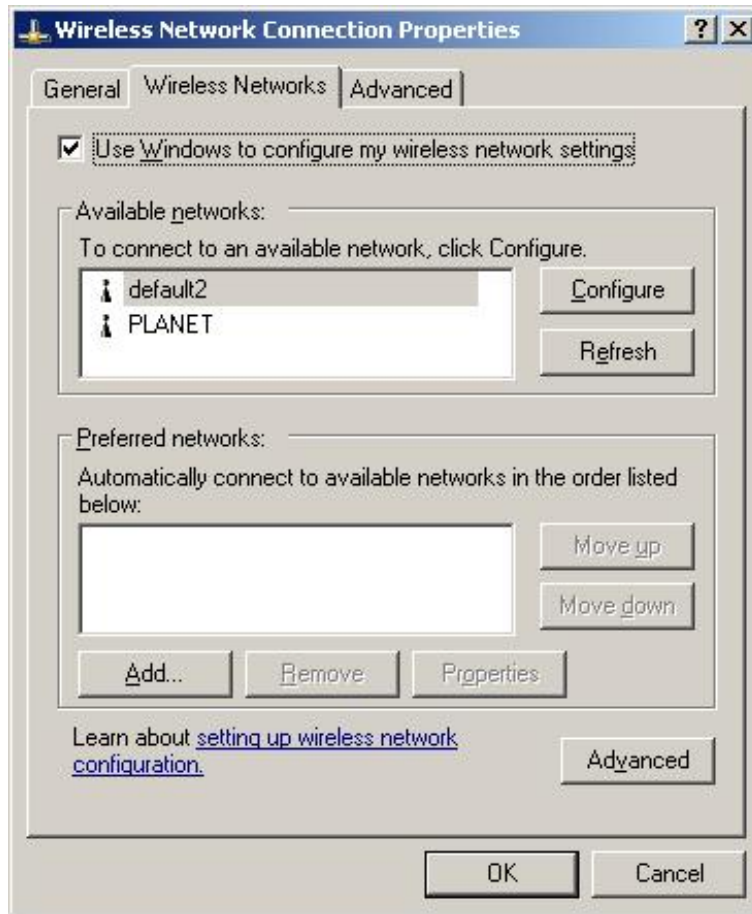 Wireless Network Connection Properties
General Wireless Networks Advanced
Use Windows to configure my wireless network settings
Available networks:
To connect to an available network, click Configure.
default2
Configure
PLANET
Refresh
Preferred networks:
Automatically connect to available networks in the order listed
below:
Move up
Move down
Add... Remove Properties
Learn about setting up wireless network
configuration.
Advanced
OK Cancel